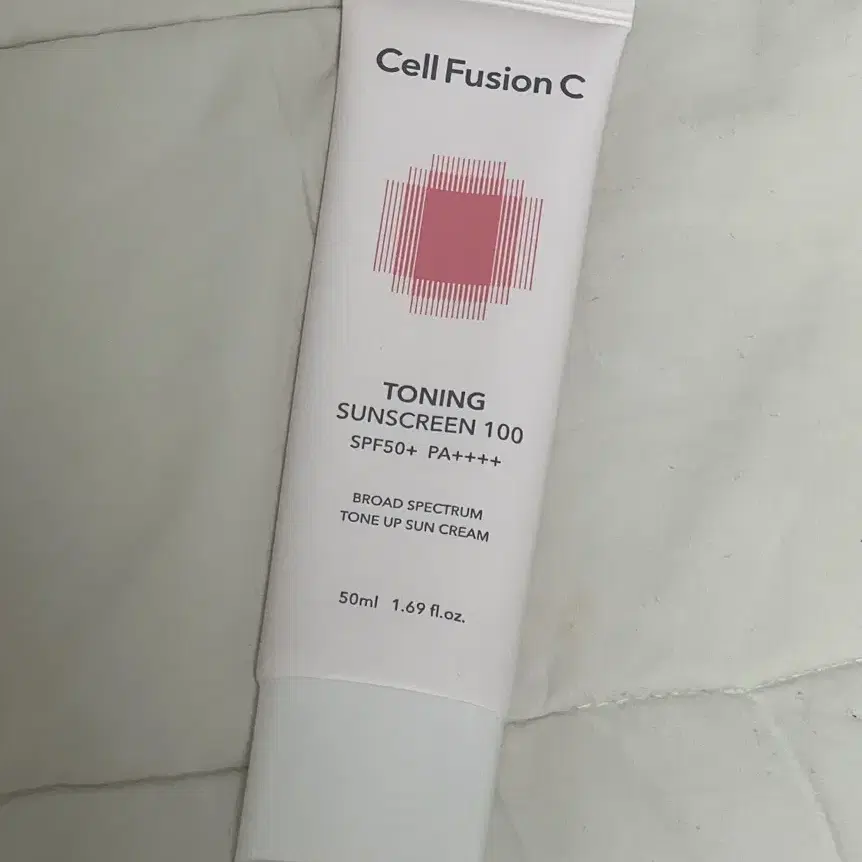 Cell Fusion C
TONING
SUNSCREEN 100
SPF50+ PA++++
BROAD SPECTRUM
TONE UP SUN CREAM
50ml 1.69 fl.oz.